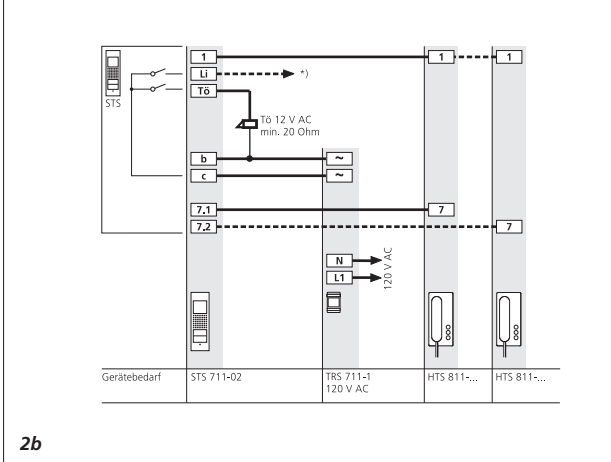 1 1 1
Li *)
Tö
STS
Tö 12 V AC
min. 20 Ohm
b ~
c ~
7.1 7
7.2 7
N
L1
120 V AC
Gerätebedarf STS 711-02 TRS 711-1 HTS 811-... HTS 811-...
120 V AC
2b